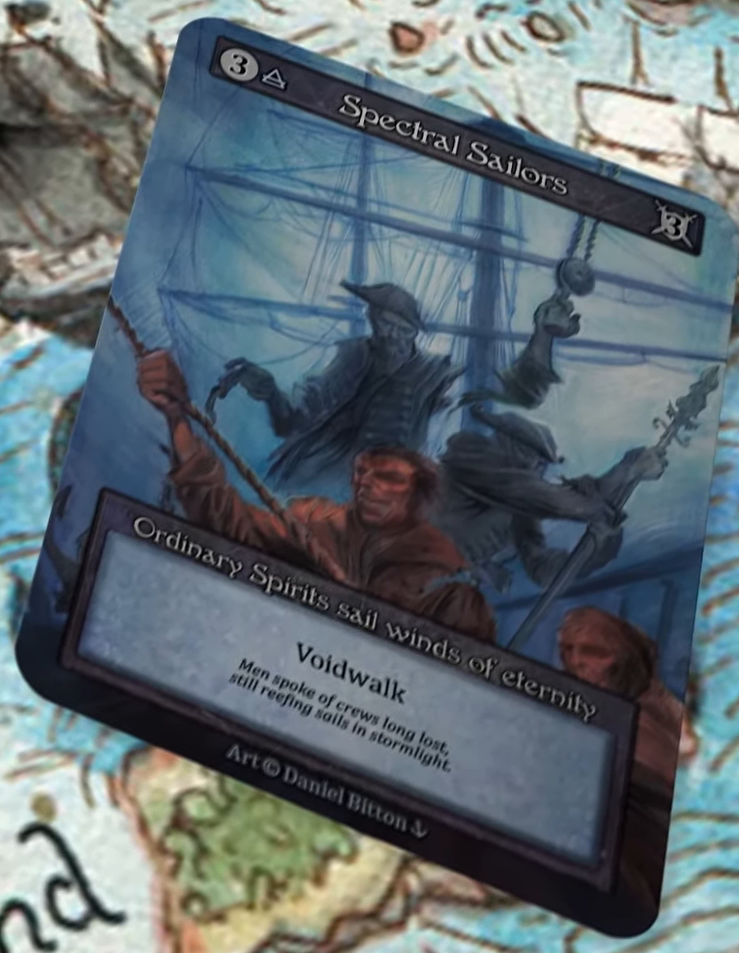 3
Spectral Sailors
3
Ordinary Spirits sail winds of eternity
Voidwalk
Men spoke of crews long lost,
still reefing sails in stormlight.
Art © Daniel Bitton
nd